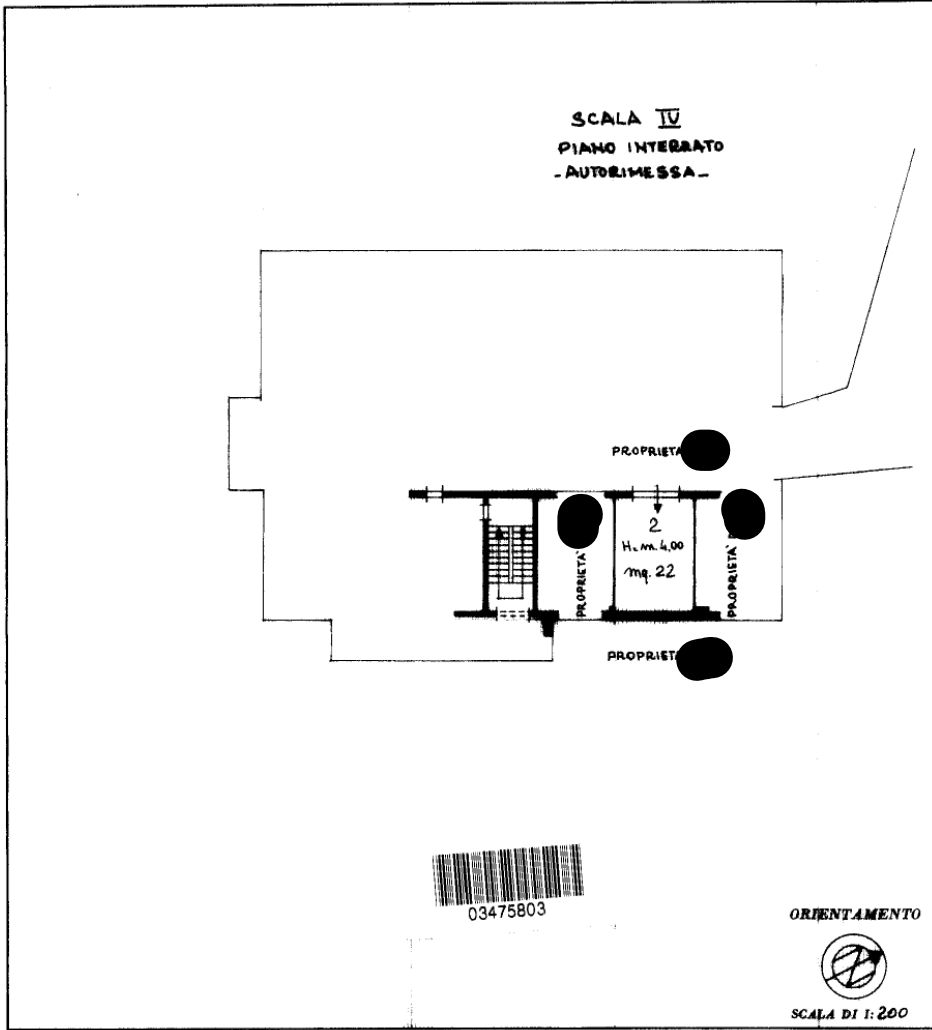 SCALA IV
PIANO INTERRATO
- AUTORIMESSA -
PROPRIETA
PROPRIETA'
2
H= m. 4,00
mq. 22
PROPRIETA'
PROPRIET
03475803
ORIENTAMENTO
SCALA DI 1: 200